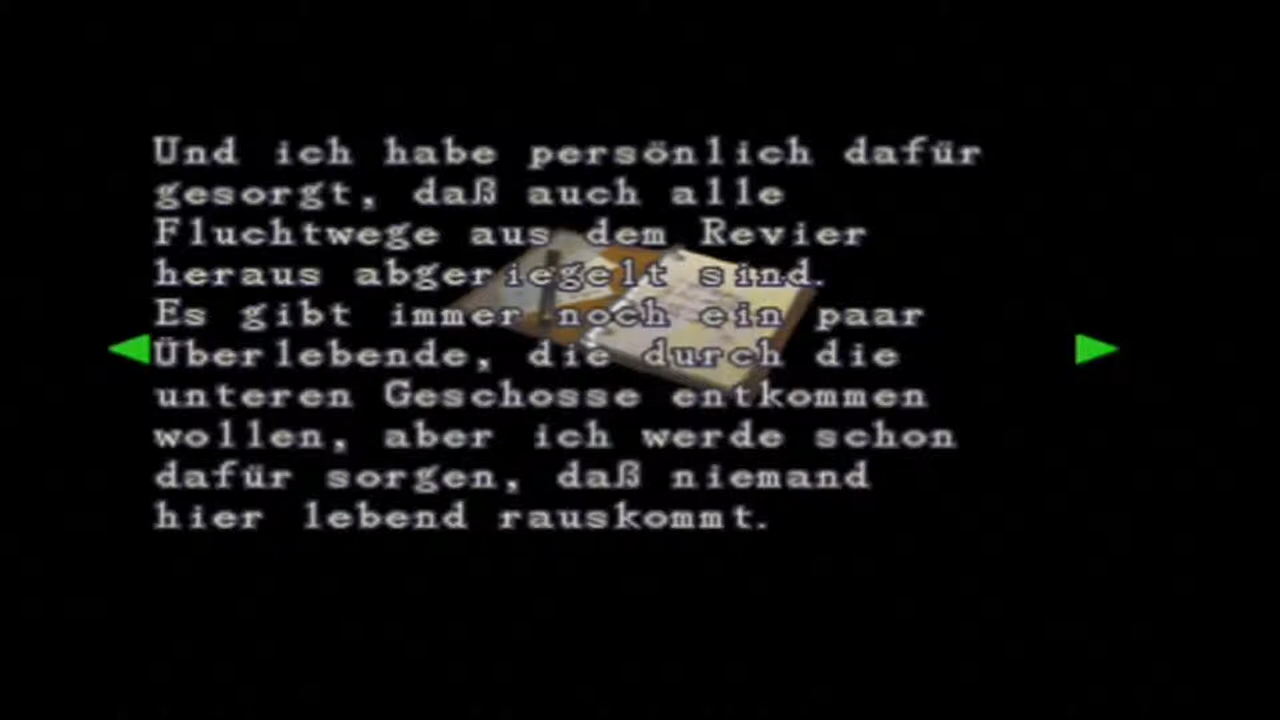 Und ich habe persönlich dafür
gesorgt, daß auch alle
Fluchtwege aus dem Revier
heraus abgeriegelt sind.
Es gibt immer noch ein paar
Überlebende, die durch die
unteren Geschosse entkommen
wollen, aber ich werde schon
dafür sorgen, daß niemand
hier lebend rauskommt.